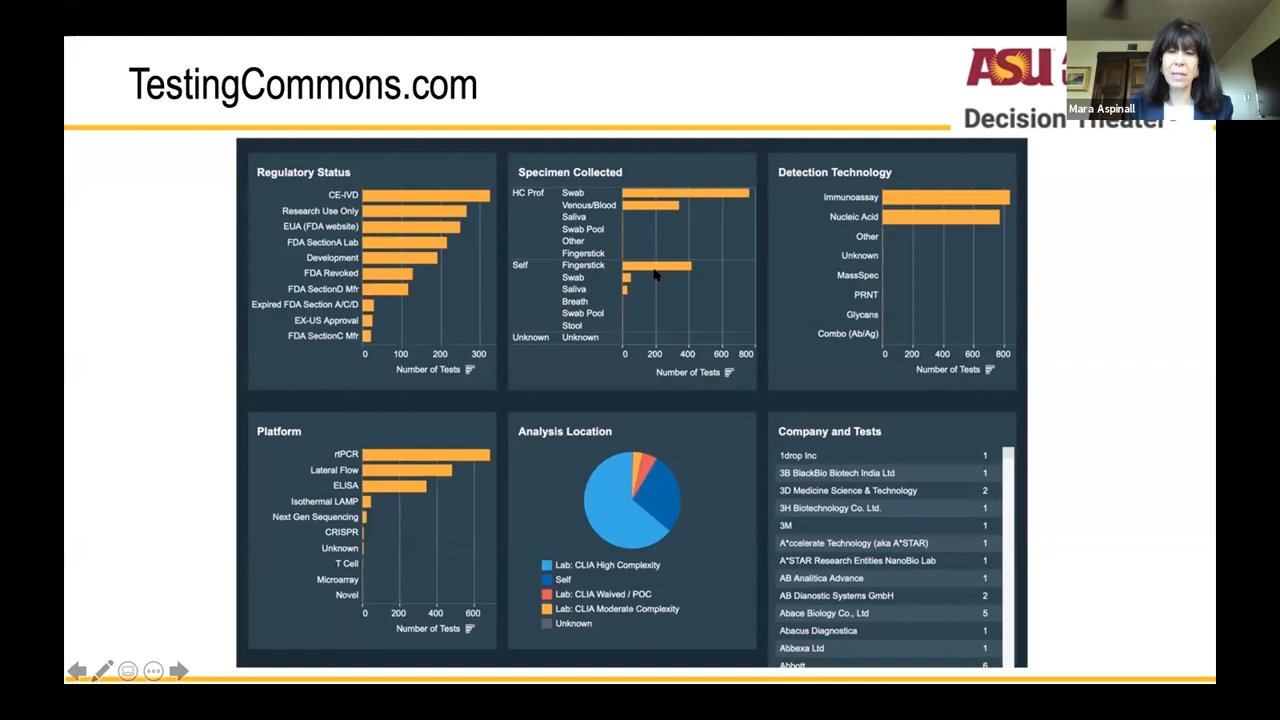 TestingCommons.com
ASU
Decision Theater
Mara Aspinall
Regulatory Status
CE-IVD
Research Use Only
EUA (FDA website)
FDA SectionA Lab
Development
FDA Revoked
FDA SectionD Mfr
Expired FDA Section A/C/D
EX-US Approval
FDA SectionC Mfr
0 100 200 300
Number of Tests
Specimen Collected
HC Prof Swab
Venous/Blood
Saliva
Swab Pool
Other
Fingerstick
Self Fingerstick
Swab
Saliva
Breath
Swab Pool
Stool
Unknown Unknown
0 200 400 600 800
Number of Tests
Detection Technology
Immunoassay
Nucleic Acid
Other
Unknown
MassSpec
PRNT
Glycans
Combo (Ab/Ag)
0 200 400 600 800
Number of Tests
Platform
rtPCR
Lateral Flow
ELISA
Isothermal LAMP
Next Gen Sequencing
CRISPR
Unknown
T Cell
Microarray
Novel
0 200 400 600
Number of Tests
Analysis Location
Lab: CLIA High Complexity
Self
Lab: CLIA Waived / POC
Lab: CLIA Moderate Complexity
Unknown
Company and Tests
1drop Inc 1
3B BlackBio Biotech India Ltd 1
3D Medicine Science & Technology 2
3H Biotechnology Co. Ltd. 1
3M 1
A*ccelerate Technology (aka A*STAR) 1
A*STAR Research Entities NanoBio Lab 1
AB Analitica Advance 1
AB Dianostic Systems GmbH 2
Abace Biology Co., Ltd 5
Abacus Diagnostica 1
Abbexa Ltd 1
Abbott 6